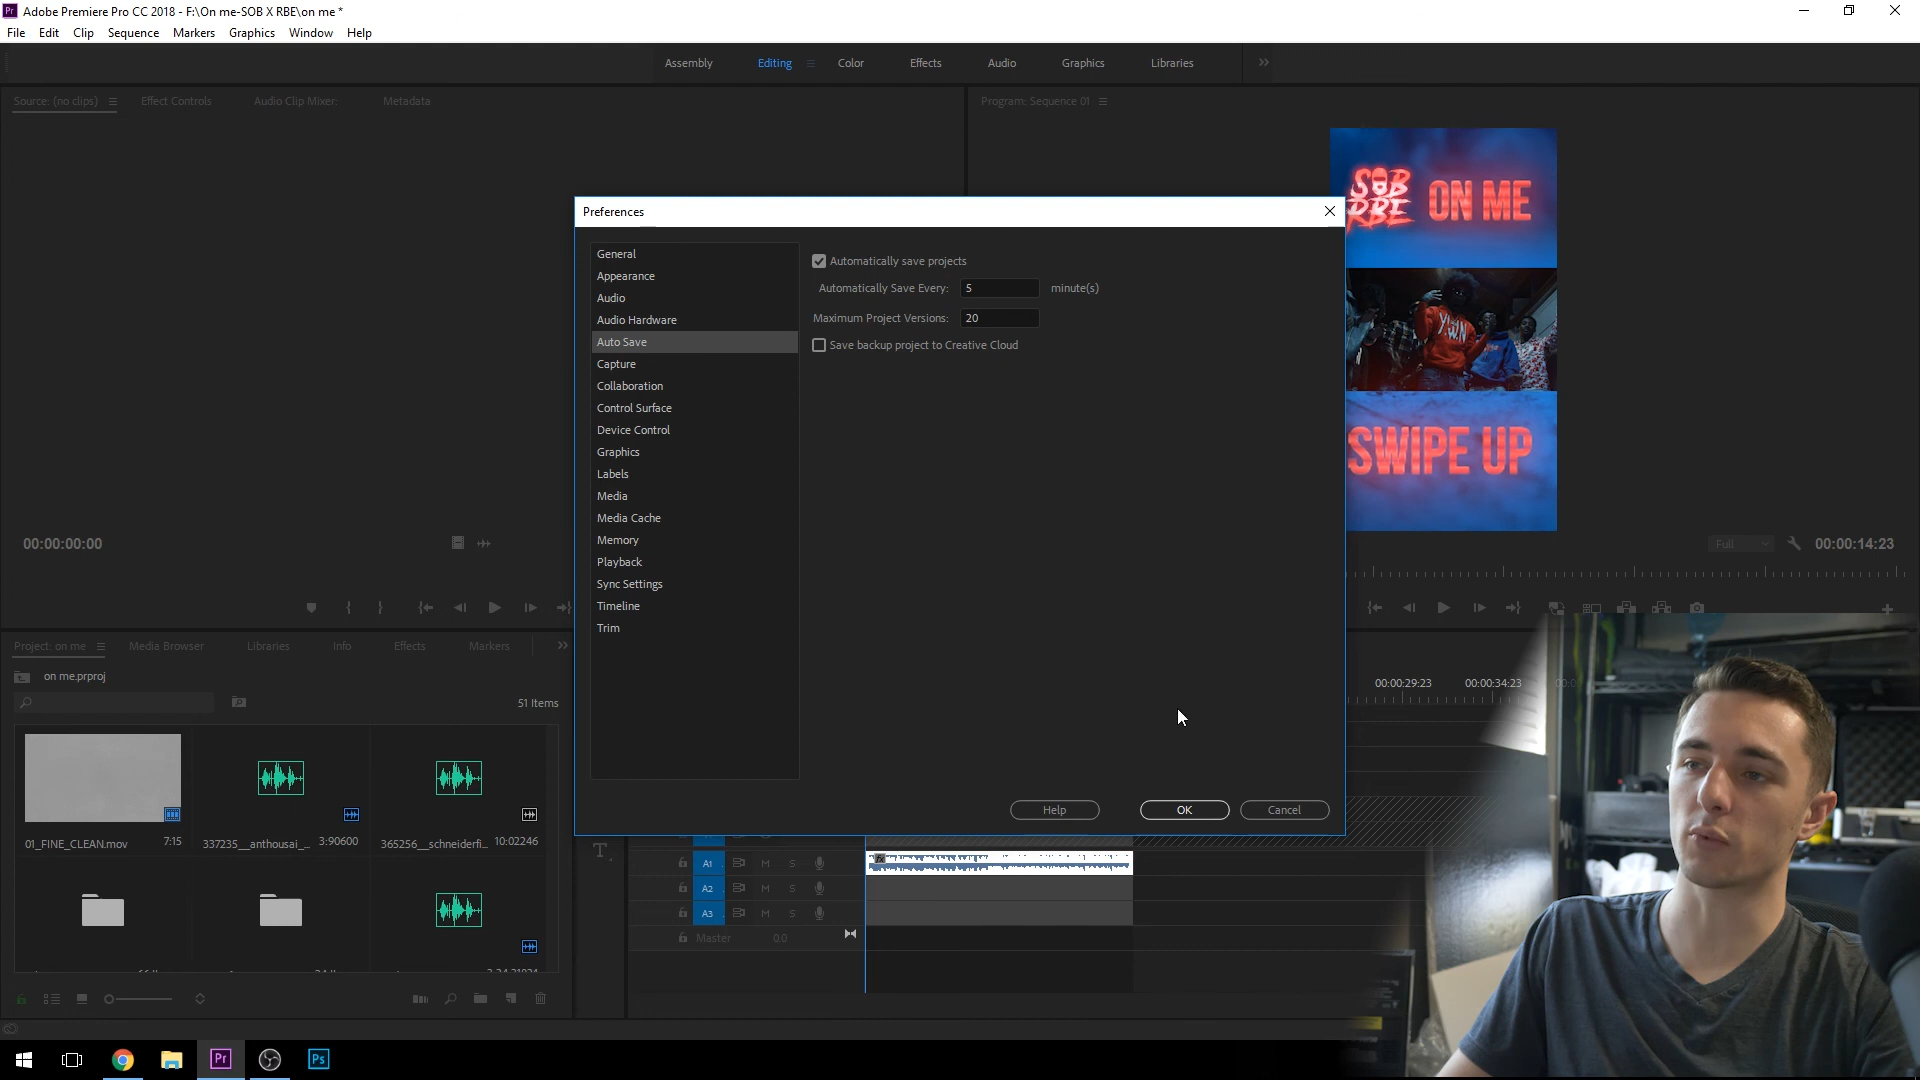 Adobe Premiere Pro CC 2018 - F:\On me-SOB X RBE\on me *
File Edit Clip Sequence Markers Graphics Window Help
Assembly Editing Color Effects Audio Graphics Libraries
Source: (no clips) Effect Controls Audio Clip Mixer: Metadata
Program: Sequence 01
SOB RBE ON ME
SWIPE UP
Preferences
General
Appearance
Audio
Audio Hardware
Auto Save
Capture
Collaboration
Control Surface
Device Control
Graphics
Labels
Media
Media Cache
Memory
Playback
Sync Settings
Timeline
Trim
Automatically save projects
Automatically Save Every: 5 minute(s)
Maximum Project Versions: 20
Save backup project to Creative Cloud
Help OK Cancel
00:00:00:00
Full 00:00:14:23
Project: on me Media Browser Libraries Info Effects Markers
on me.prproj
51 Items
01_FINE_CLEAN.mov 7:15 337235__anthousai_... 3:90600 365256__schneiderfi... 10:02246
00:00:29:23 00:00:34:23
A1 M S
A2 M S
A3 M S
Master 0.0
fx
Pr Ps